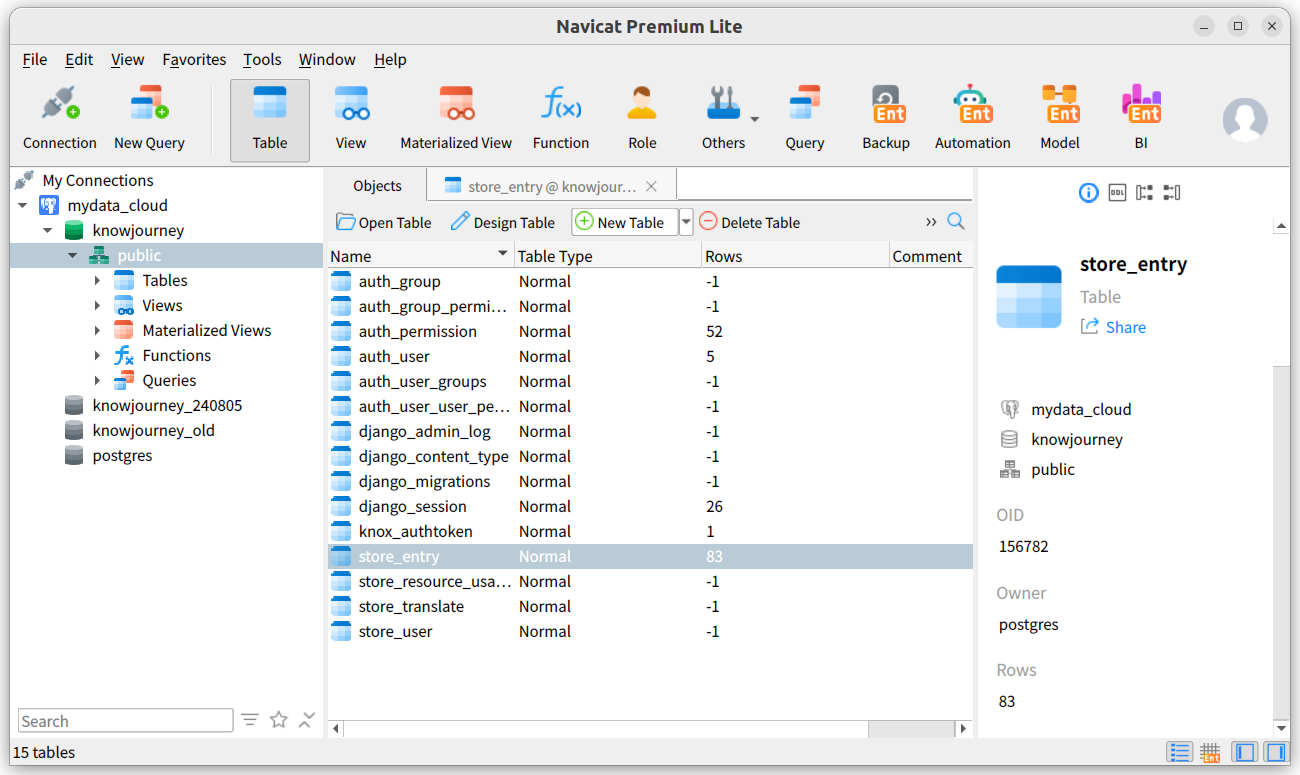 Navicat Premium Lite
File Edit View Favorites Tools Window Help
Connection New Query Table View Materialized View Function Role Others Query Backup Automation Model BI
Ent Ent Ent Ent
My Connections
mydata_cloud
knowjourney
public
Tables
Views
Materialized Views
Functions
Queries
knowjourney_240805
knowjourney_old
postgres
Search
Objects store_entry @ knowjour...
Open Table Design Table New Table Delete Table
Name Table Type Rows Comment
auth_group Normal -1
auth_group_permi... Normal -1
auth_permission Normal 52
auth_user Normal 5
auth_user_groups Normal -1
auth_user_user_pe... Normal -1
django_admin_log Normal -1
django_content_type Normal -1
django_migrations Normal -1
django_session Normal 26
knox_authtoken Normal 1
store_entry Normal 83
store_resource_usa... Normal -1
store_translate Normal -1
store_user Normal -1
DDL
store_entry
Table
Share
mydata_cloud
knowjourney
public
OID
156782
Owner
postgres
Rows
83
15 tables
Ent